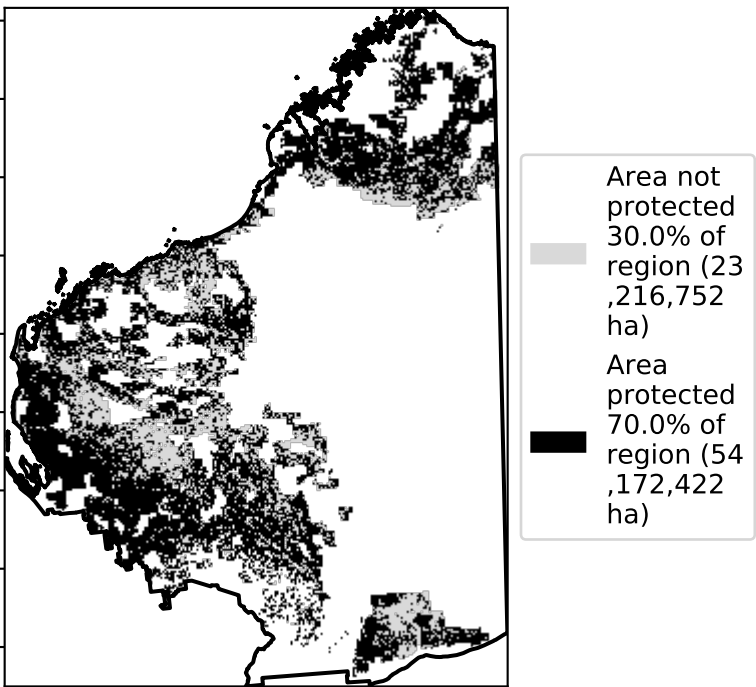 Area not
protected
30.0% of
region (23
,216,752
ha)
Area
protected
70.0% of
region (54
,172,422
ha)